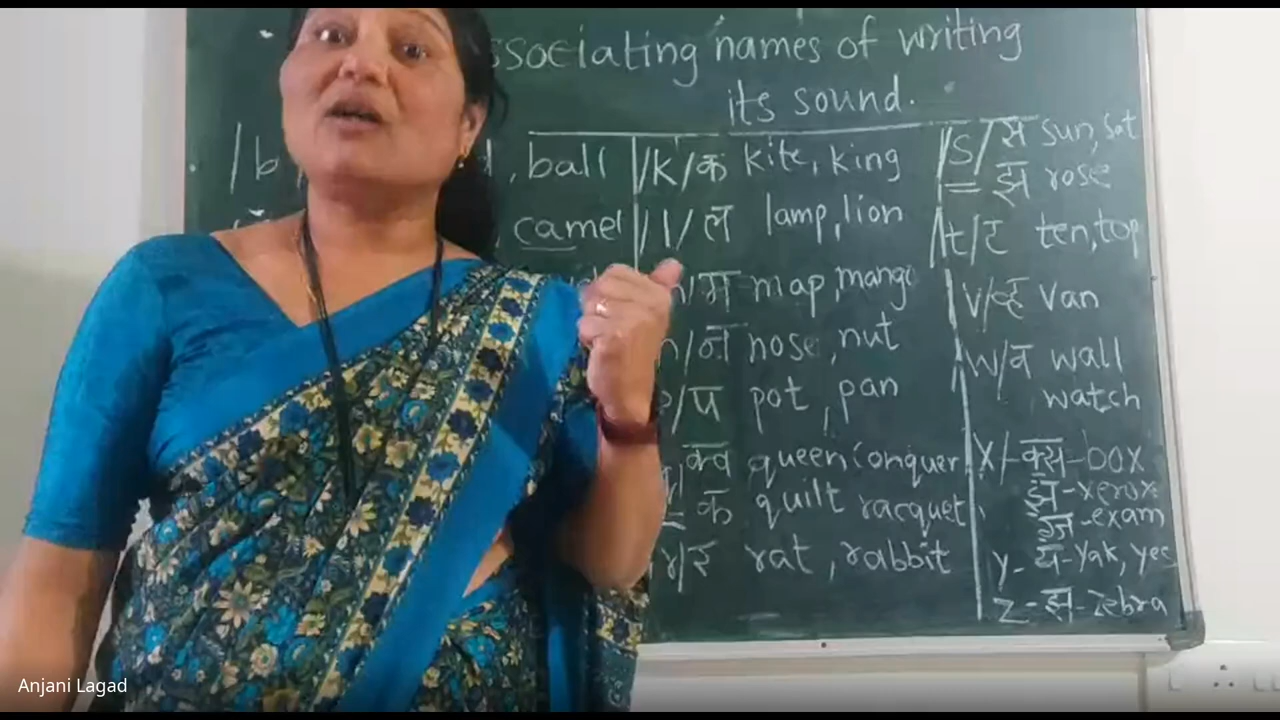 ssociating names of writing
its sound.
/b , ball
camel
/k/ क kite, king
/l/ ल lamp, lion
म map, mango
/ न nose, nut
/ प pot, pan
क्व queen conquer
क quilt racquet
r/ र rat, rabbit
/S/ स sun, sat
= झ rose
/t/ ट ten, top
V/व्ह Van
w/व wall
watch
X/-क्स-box
झ-xerox
ग्ज-exam
y-य-yak, yes
z-झ-zebra
Anjani Lagad